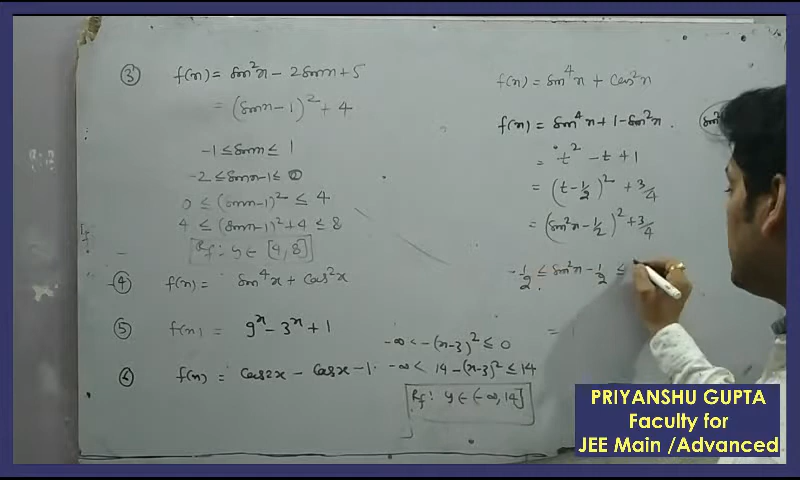 ③ f(x) = sin²x - 2sinx + 5
= (sinx - 1)² + 4
-1 ≤ sinx ≤ 1
-2 ≤ sinx - 1 ≤ 0
0 ≤ (sinx - 1)² ≤ 4
4 ≤ (sinx - 1)² + 4 ≤ 8
Rf : y ∈ [4, 8]
④ f(x) = sin⁴x + cos²x
⑤ f(x) = 9ˣ - 3ˣ + 1
⑥ f(x) = cos2x - cosx - 1.
-∞ < -(x-3)² ≤ 0
-∞ < 14 - (x-3)² ≤ 14
Rf : y ∈ (-∞, 14]
f(x) = sin⁴x + cos²x
f(x) = sin⁴x + 1 - sin²x.
= t² - t + 1
= (t - 1/2)² + 3/4
= (sin²x - 1/2)² + 3/4
-1/2 ≤ sin²x - 1/2 ≤
PRIYANSHU GUPTA
Faculty for
JEE Main /Advanced